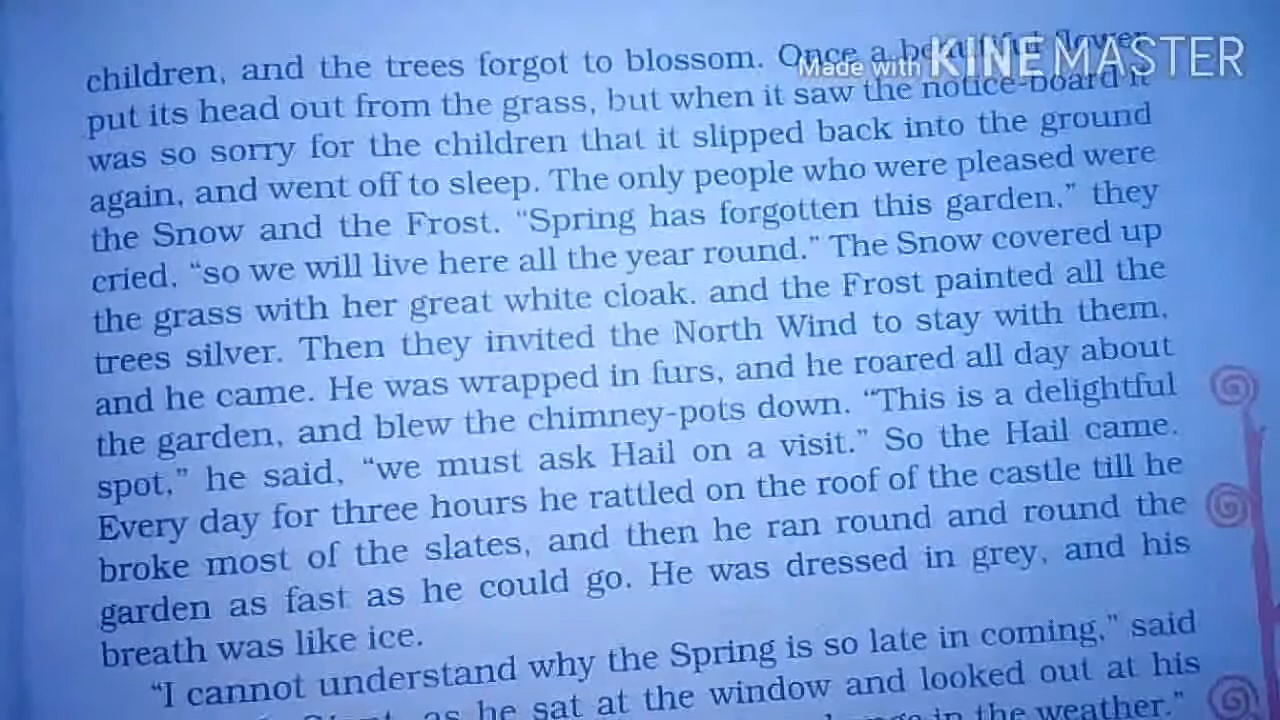 children, and the trees forgot to blossom. Once a beautiful flower
Made with KINEMASTER
put its head out from the grass, but when it saw the notice-board it
was so sorry for the children that it slipped back into the ground
again, and went off to sleep. The only people who were pleased were
the Snow and the Frost. “Spring has forgotten this garden,” they
cried, “so we will live here all the year round.” The Snow covered up
the grass with her great white cloak, and the Frost painted all the
trees silver. Then they invited the North Wind to stay with them,
and he came. He was wrapped in furs, and he roared all day about
the garden, and blew the chimney-pots down. “This is a delightful
spot,” he said, “we must ask Hail on a visit.” So the Hail came.
Every day for three hours he rattled on the roof of the castle till he
broke most of the slates, and then he ran round and round the
garden as fast as he could go. He was dressed in grey, and his
breath was like ice.
“I cannot understand why the Spring is so late in coming,” said
as he sat at the window and looked out at his
in the weather.”